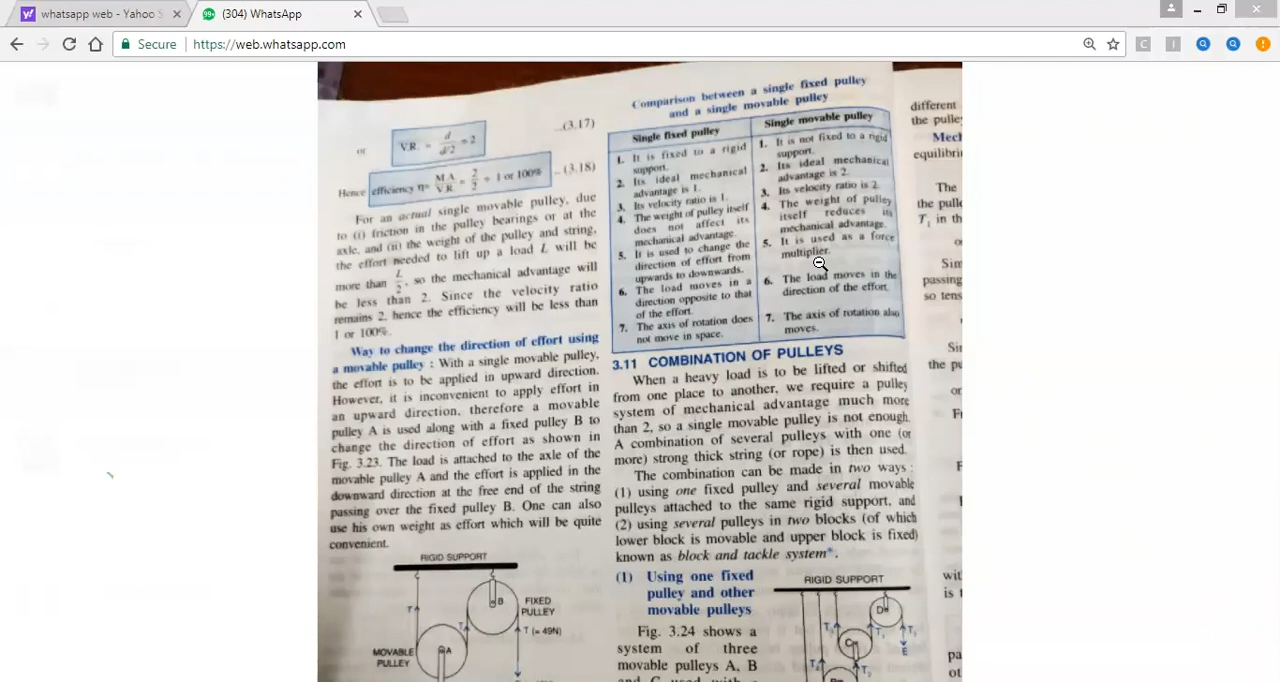 whatsapp web - Yahoo S
(304) WhatsApp
Secure
https://web.whatsapp.com
...(3.17)
or
V.R. = d / d/2 = 2
Hence efficiency η= M.A / V.R. = 2/2 = 1 or 100%
...(3.18)
For an actual single movable pulley, due
to (i) friction in the pulley bearings or at the
axle, and (ii) the weight of the pulley and string,
the effort needed to lift up a load L will be
more than L/2, so the mechanical advantage will
be less than 2. Since the velocity ratio
remains 2, hence the efficiency will be less than
1 or 100%.
Way to change the direction of effort using
a movable pulley : With a single movable pulley,
the effort is to be applied in upward direction.
However, it is inconvenient to apply effort in
an upward direction, therefore a movable
pulley A is used along with a fixed pulley B to
change the direction of effort as shown in
Fig. 3.23. The load is attached to the axle of the
movable pulley A and the effort is applied in the
downward direction at the free end of the string
passing over the fixed pulley B. One can also
use his own weight as effort which will be quite
convenient.
RIGID SUPPORT
B
FIXED
PULLEY
T
T
T (= 49N)
MOVABLE
PULLEY
A
Comparison between a single fixed pulley
and a single movable pulley
Single fixed pulley
1. It is fixed to a rigid
support.
2. Its ideal mechanical
advantage is 1.
3. Its velocity ratio is 1.
4. The weight of pulley itself
does not affect its
mechanical advantage.
5. It is used to change the
direction of effort from
upwards to downwards.
6. The load moves in a
direction opposite to that
of the effort.
7. The axis of rotation does
not move in space.
Single movable pulley
1. It is not fixed to a rigid
support.
2. Its ideal mechanical
advantage is 2.
3. Its velocity ratio is 2.
4. The weight of pulley
itself reduces its
mechanical advantage.
5. It is used as a force
multiplier.
6. The load moves in the
direction of the effort.
7. The axis of rotation also
moves.
3.11 COMBINATION OF PULLEYS
When a heavy load is to be lifted or shifted
from one place to another, we require a pulley
system of mechanical advantage much more
than 2, so a single movable pulley is not enough.
A combination of several pulleys with one (or
more) strong thick string (or rope) is then used.
The combination can be made in two ways :
(1) using one fixed pulley and several movable
pulleys attached to the same rigid support, and
(2) using several pulleys in two blocks (of which
lower block is movable and upper block is fixed)
known as block and tackle system*.
(1) Using one fixed
pulley and other
movable pulleys
Fig. 3.24 shows a
system of three
movable pulleys A, B
and C used with a
RIGID SUPPORT
D
C
T1
T1
E
T2
T2
different
the pulle
Mech
equilibri
The
the pull
T1 in th
Sim
passing
so tens
the pu
or
wit
is t
pa
ot